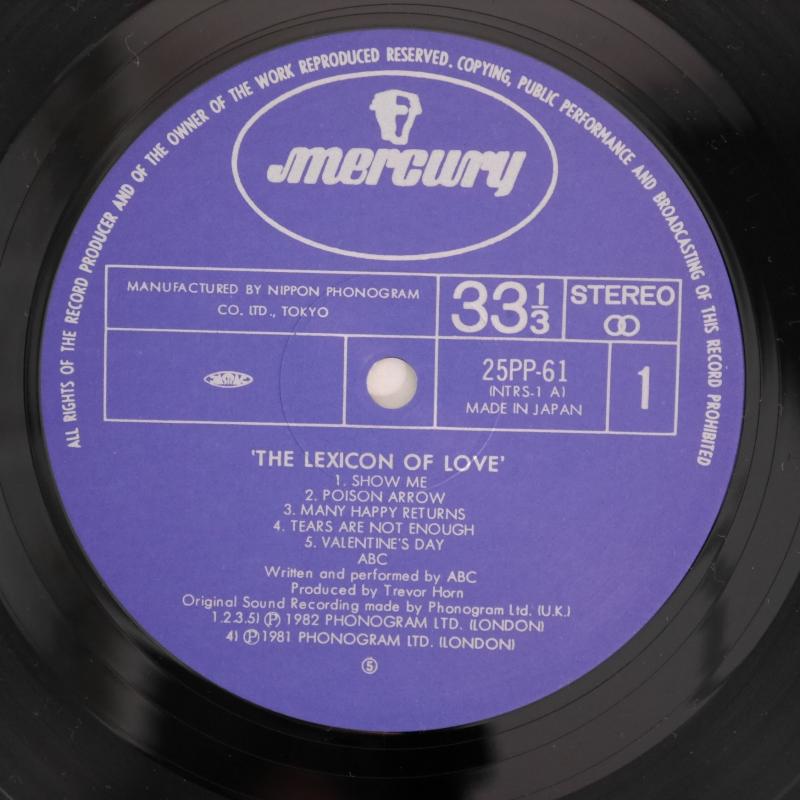 ALL RIGHTS OF THE RECORD PRODUCER AND OF THE OWNER OF THE WORK REPRODUCED RESERVED. COPYING, PUBLIC PERFORMANCE AND BROADCASTING OF THIS RECORD PROHIBITED
mercury
MANUFACTURED BY NIPPON PHONOGRAM
CO. LTD., TOKYO
33 1/3
STEREO
25PP-61
(NTRS-1 A)
MADE IN JAPAN
1
'THE LEXICON OF LOVE'
1. SHOW ME
2. POISON ARROW
3. MANY HAPPY RETURNS
4. TEARS ARE NOT ENOUGH
5. VALENTINE'S DAY
ABC
Written and performed by ABC
Produced by Trevor Horn
Original Sound Recording made by Phonogram Ltd. (U.K.)
1.2.3.5) Ⓟ 1982 PHONOGRAM LTD. (LONDON)
4) Ⓟ 1981 PHONOGRAM LTD. (LONDON)
Ⓢ